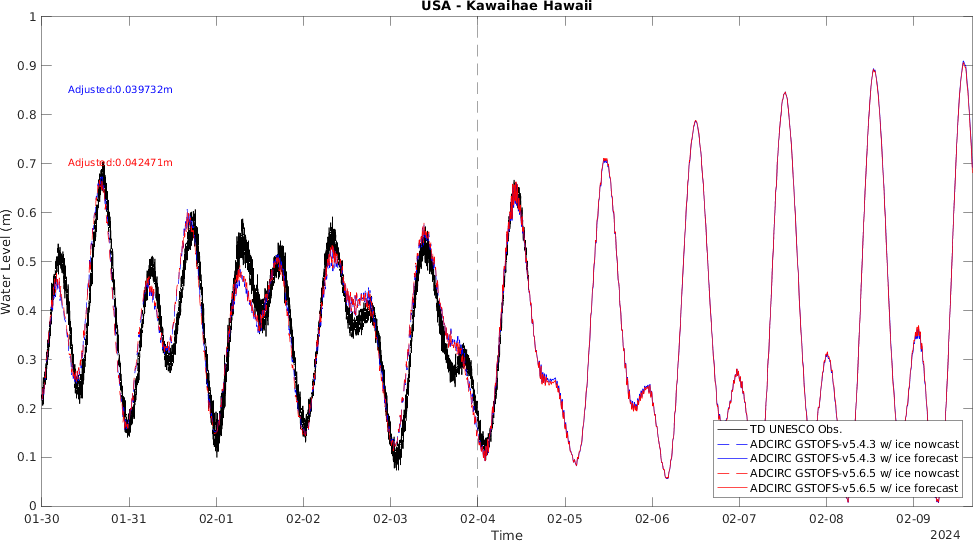 USA - Kawaihae Hawaii
1
0.9
Adjusted:0.039732m
0.8
0.7
Adjusted:0.042471m
0.6
0.5
Water Level (m)
0.4
0.3
0.2
0.1
0
TD UNESCO Obs.
ADCIRC GSTOFS-v5.4.3 w/ ice nowcast
ADCIRC GSTOFS-v5.4.3 w/ ice forecast
ADCIRC GSTOFS-v5.6.5 w/ ice nowcast
ADCIRC GSTOFS-v5.6.5 w/ ice forecast
01-30 01-31 02-01 02-02 02-03 02-04 02-05 02-06 02-07 02-08 02-09
Time
2024